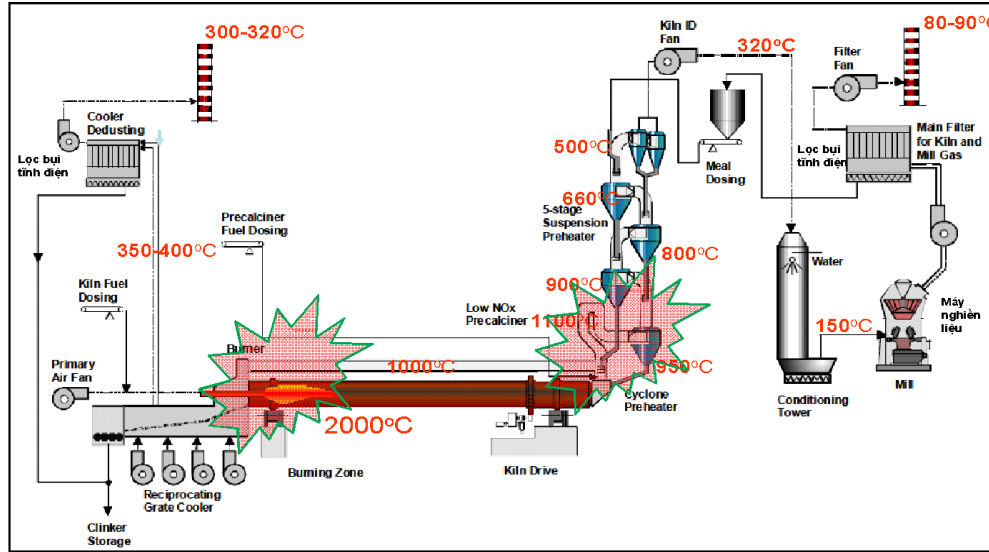 300-320°C
Kiln ID
Fan
320°C
80-90°C
Filter
Fan
Cooler
Dedusting
Lọc bụi
tĩnh điện
500°C
Meal
Dosing
Lọc bụi
tĩnh điện
Main Filter
for Kiln and
Mill Gas
660°C
5-stage
Suspension
Preheater
Precalciner
Fuel Dosing
350-400°C
800°C
Water
Kiln Fuel
Dosing
900°C
Low NOx
Precalciner
1100°C
150°C
Máy nghiền
liệu
Burner
Primary
Air Fan
1000°C
950°C
Cyclone
Preheater
Mill
Conditioning
Tower
2000°C
Burning Zone
Kiln Drive
Reciprocating
Grate Cooler
Clinker
Storage